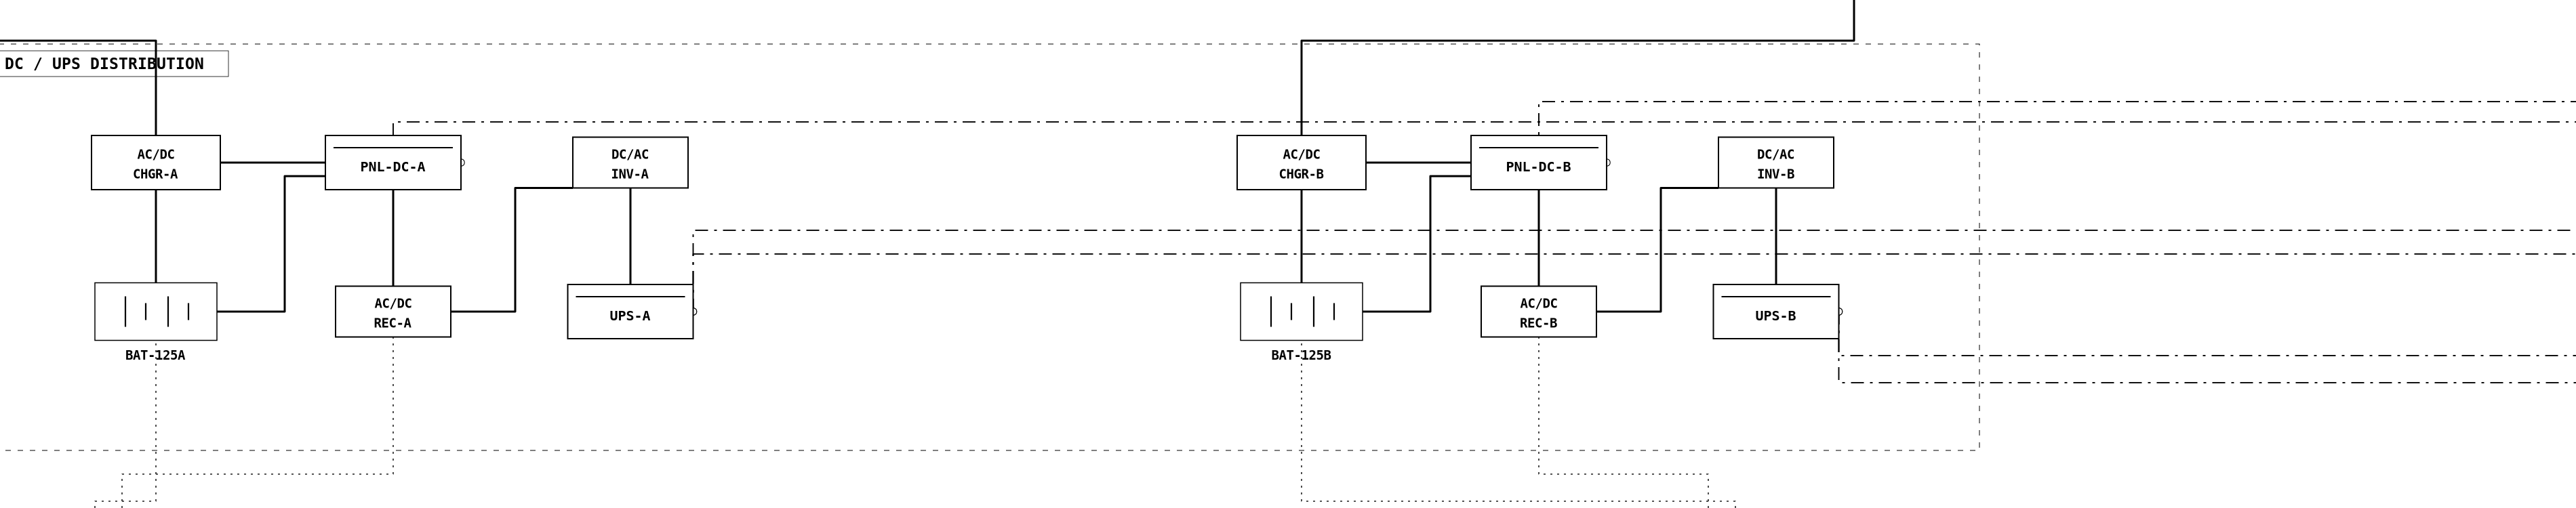 DC / UPS DISTRIBUTION
AC/DC
CHGR-A
PNL-DC-A
DC/AC
INV-A
AC/DC
CHGR-B
PNL-DC-B
DC/AC
INV-B
BAT-125A
AC/DC
REC-A
UPS-A
BAT-125B
AC/DC
REC-B
UPS-B